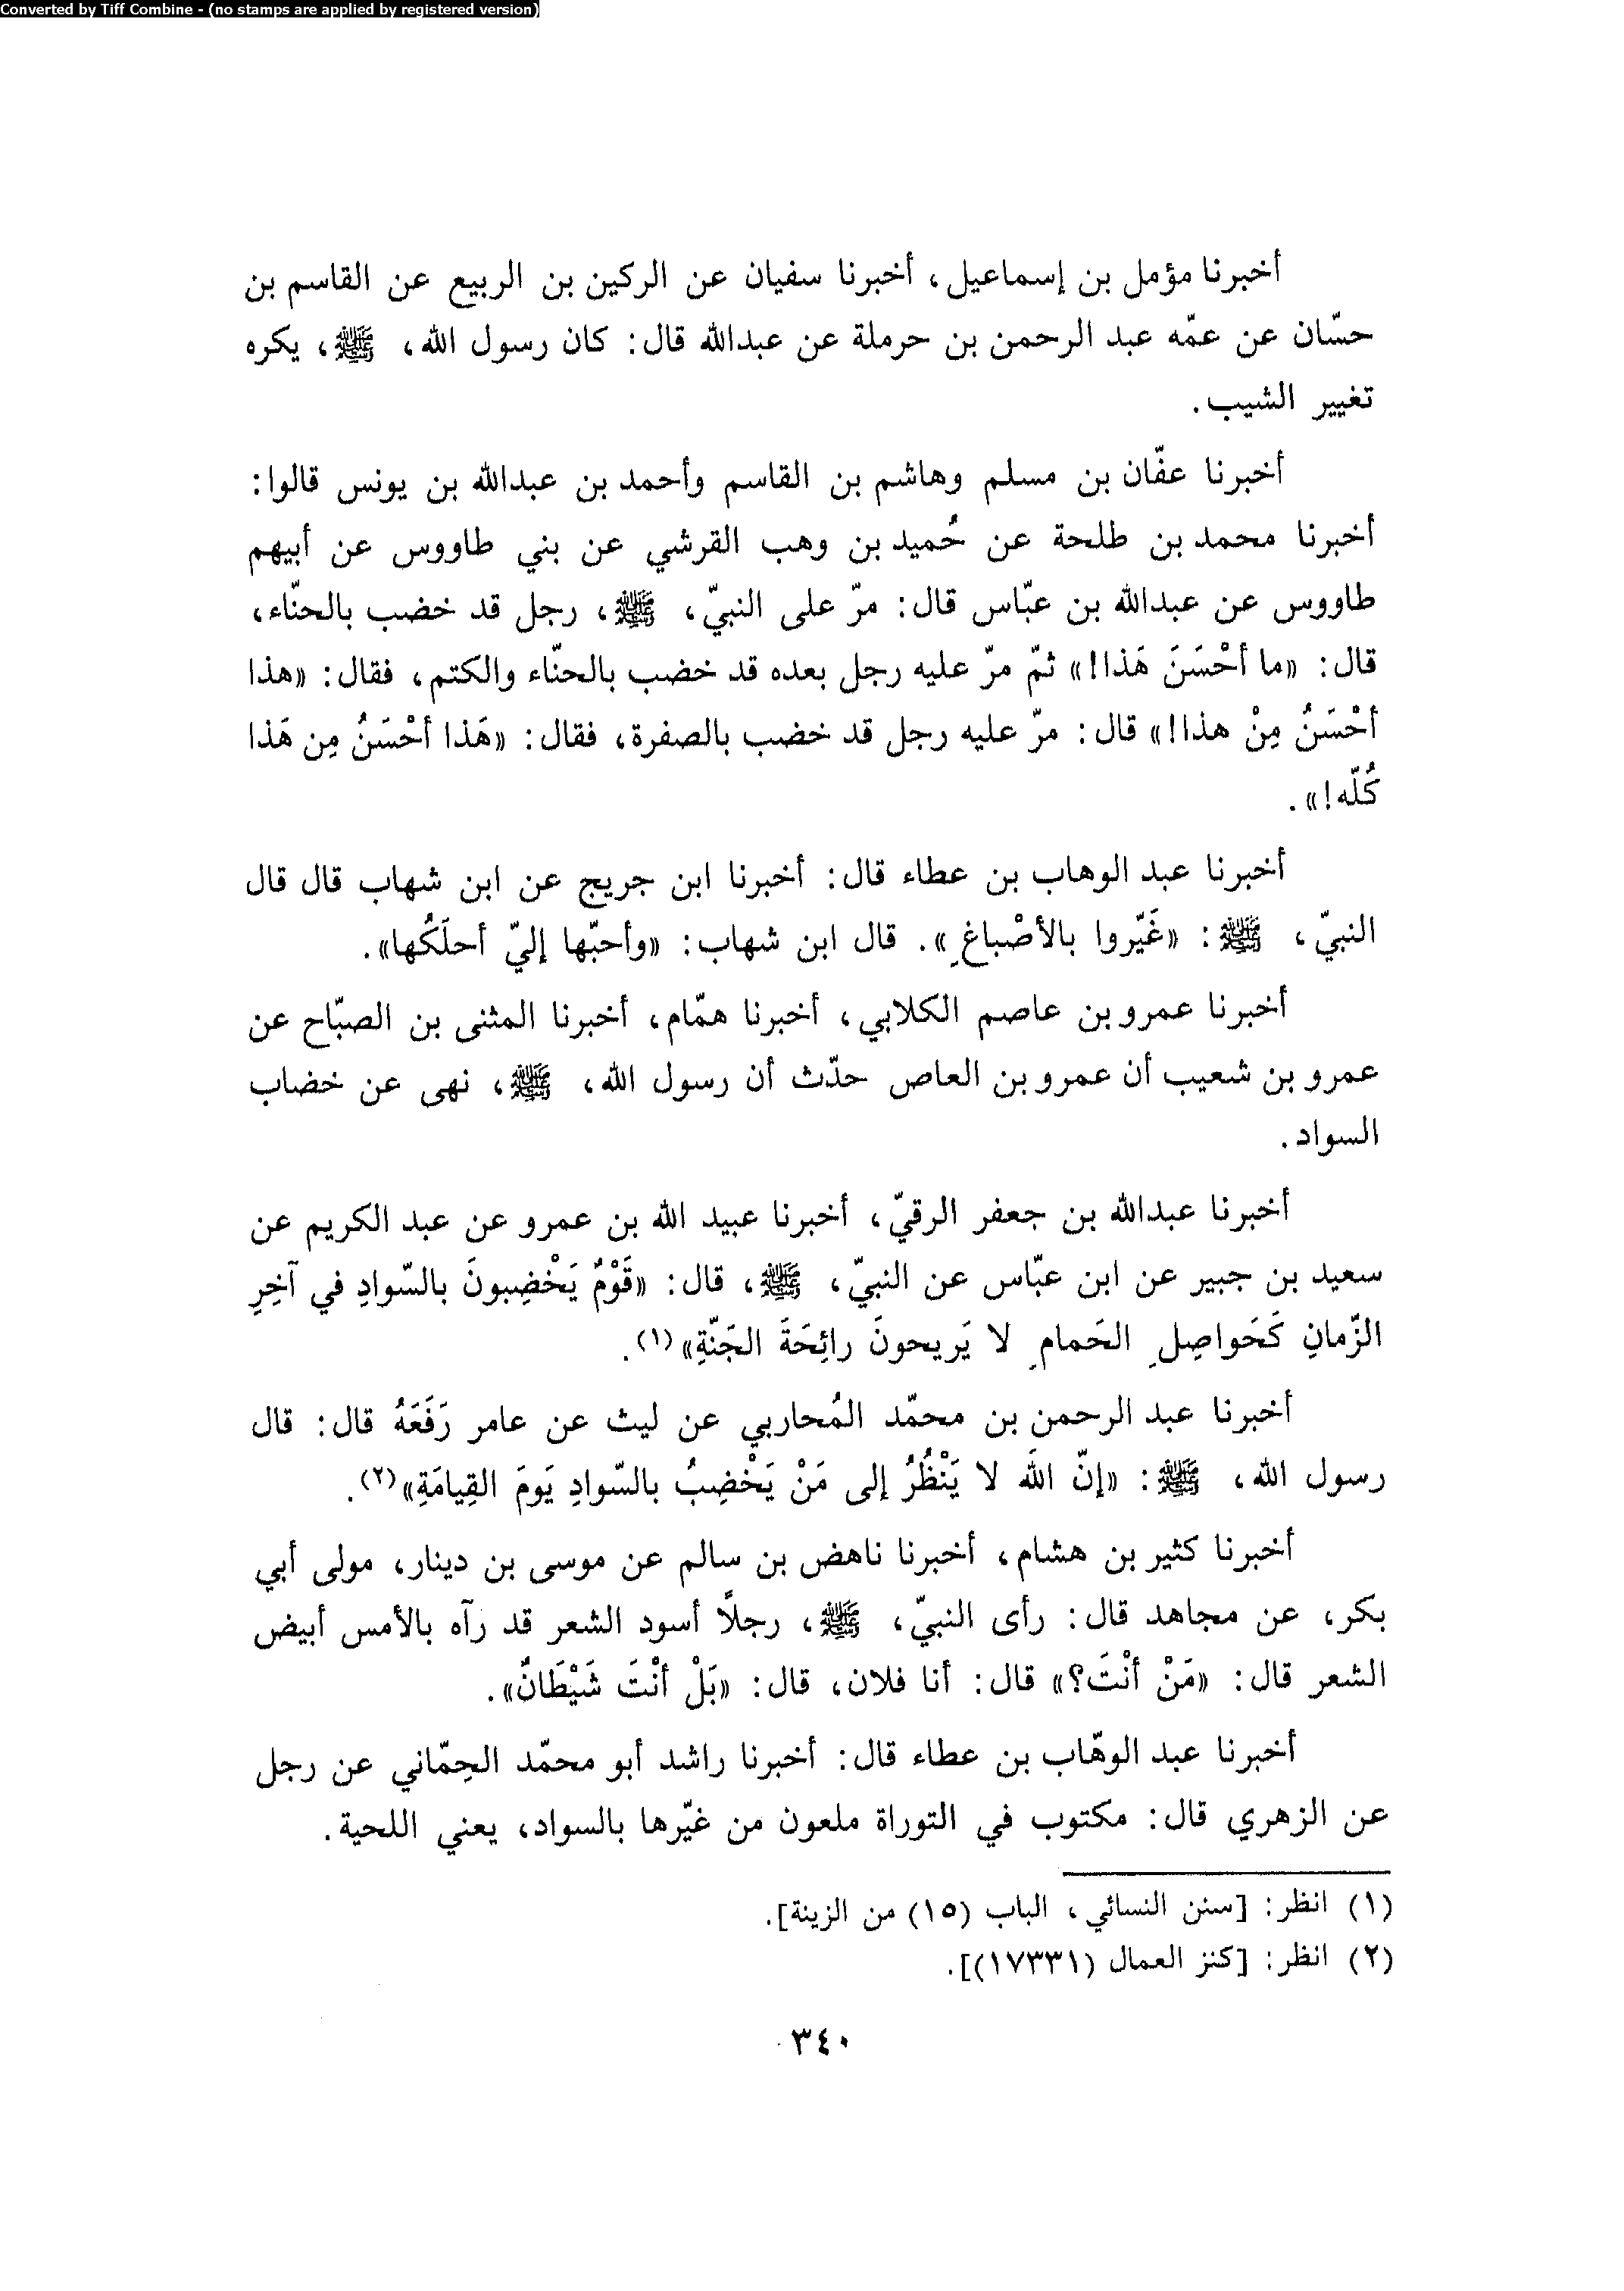 Converted by Tiff Combine - (no stamps are applied by registered version)
أخبرنا مؤمل بن إسماعيل، أخبرنا سفيان عن الركين بن الربيع عن القاسم بن
حسّان عن عمّه عبد الرحمن بن حرملة عن عبدالله قال: كان رسول الله، ﷺ، يكره
تغيير الشيب.
أخبرنا عفّان بن مسلم وهاشم بن القاسم وأحمد بن عبدالله بن يونس قالوا:
أخبرنا محمد بن طلحة عن حُميد بن وهب القرشي عن بني طاووس عن أبيهم
طاووس عن عبدالله بن عبّاس قال: مرّ على النبيّ، ﷺ، رجل قد خضب بالحنّاء،
قال: «ما أحْسَنَ هَذا!» ثمّ مرّ عليه رجل بعده قد خضب بالحنّاء والكتم، فقال: «هذا
أحْسَنُ مِنْ هذا!» قال: مرّ عليه رجل قد خضب بالصفرة، فقال: «هَذا أحْسَنُ مِن هَذا
كُلّه!».
أخبرنا عبد الوهاب بن عطاء قال: أخبرنا ابن جريج عن ابن شهاب قال قال
النبيّ، ﷺ: «غَيّروا بالأصْباغِ». قال ابن شهاب: «وأحبّها إليّ أحلَكُها».
أخبرنا عمرو بن عاصم الكلابي، أخبرنا همّام، أخبرنا المثنى بن الصبّاح عن
عمرو بن شعيب أن عمرو بن العاص حدّث أن رسول الله، ﷺ، نهى عن خضاب
السواد.
أخبرنا عبدالله بن جعفر الرقيّ، أخبرنا عبيد الله بن عمرو عن عبد الكريم عن
سعيد بن جبير عن ابن عبّاس عن النبيّ، ﷺ، قال: «قَوْمٌ يَخْضِبونَ بالسّوادِ في آخِرِ
الزّمانِ كَحَواصِلِ الحَمامِ لا يَريحونَ رائِحَةَ الجَنّةِ»(١).
أخبرنا عبد الرحمن بن محمّد المُحاربي عن ليث عن عامر رَفَعَهُ قال: قال
رسول الله، ﷺ: «إنّ اللَّه لا يَنْظُرُ إلى مَنْ يَخْضِبُ بالسّوادِ يَومَ القِيامَةِ»(٢).
أخبرنا كثير بن هشام، أخبرنا ناهض بن سالم عن موسى بن دينار، مولى أبي
بكر، عن مجاهد قال: رأى النبيّ، ﷺ، رجلاً أسود الشعر قد رآه بالأمس أبيض
الشعر قال: «مَنْ أنْتَ؟» قال: أنا فلان، قال: «بَلْ أنْتَ شَيْطَانٌ».
أخبرنا عبد الوهّاب بن عطاء قال: أخبرنا راشد أبو محمّد الحِمّاني عن رجل
عن الزهري قال: مكتوب في التوراة ملعون من غيّرها بالسواد، يعني اللحية.
(١) انظر: [سنن النسائي، الباب (١٥) من الزينة].
(٢) انظر: [كنز العمال (١٧٣٣١)].
٣٤٠